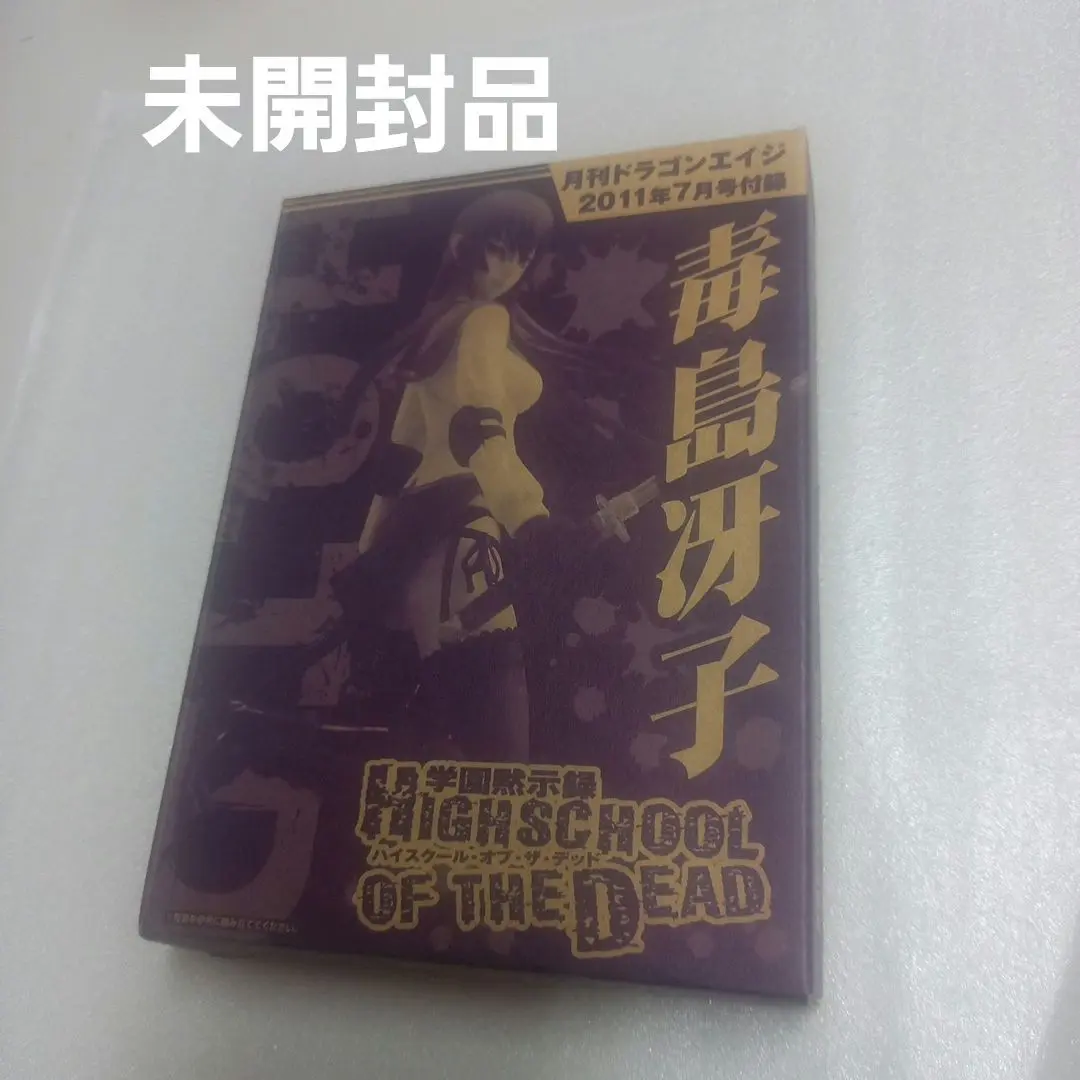 未開封品
月刊ドラゴンエイジ
2011年7月号付録
毒島冴子
学園黙示録
HIGHSCHOOL
ハイスクール・オブ・ザ・デッド
OF THE DEAD